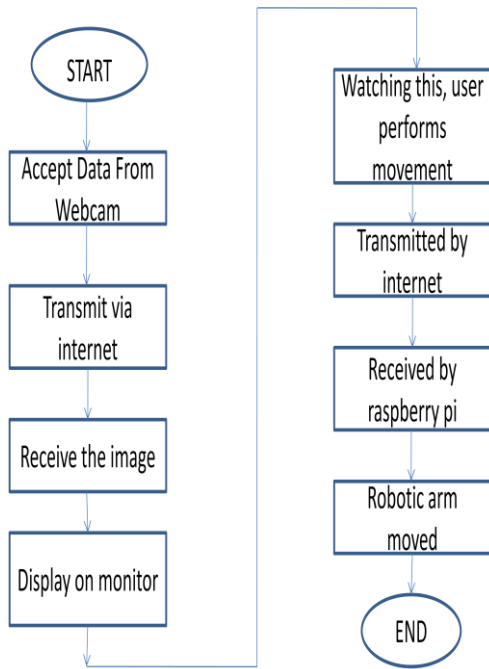 START
Accept Data From
Webcam
Transmit via
internet
Receive the image
Display on monitor
Watching this, user
performs
movement
Transmitted by
internet
Received by
raspberry pi
Robotic arm
moved
END